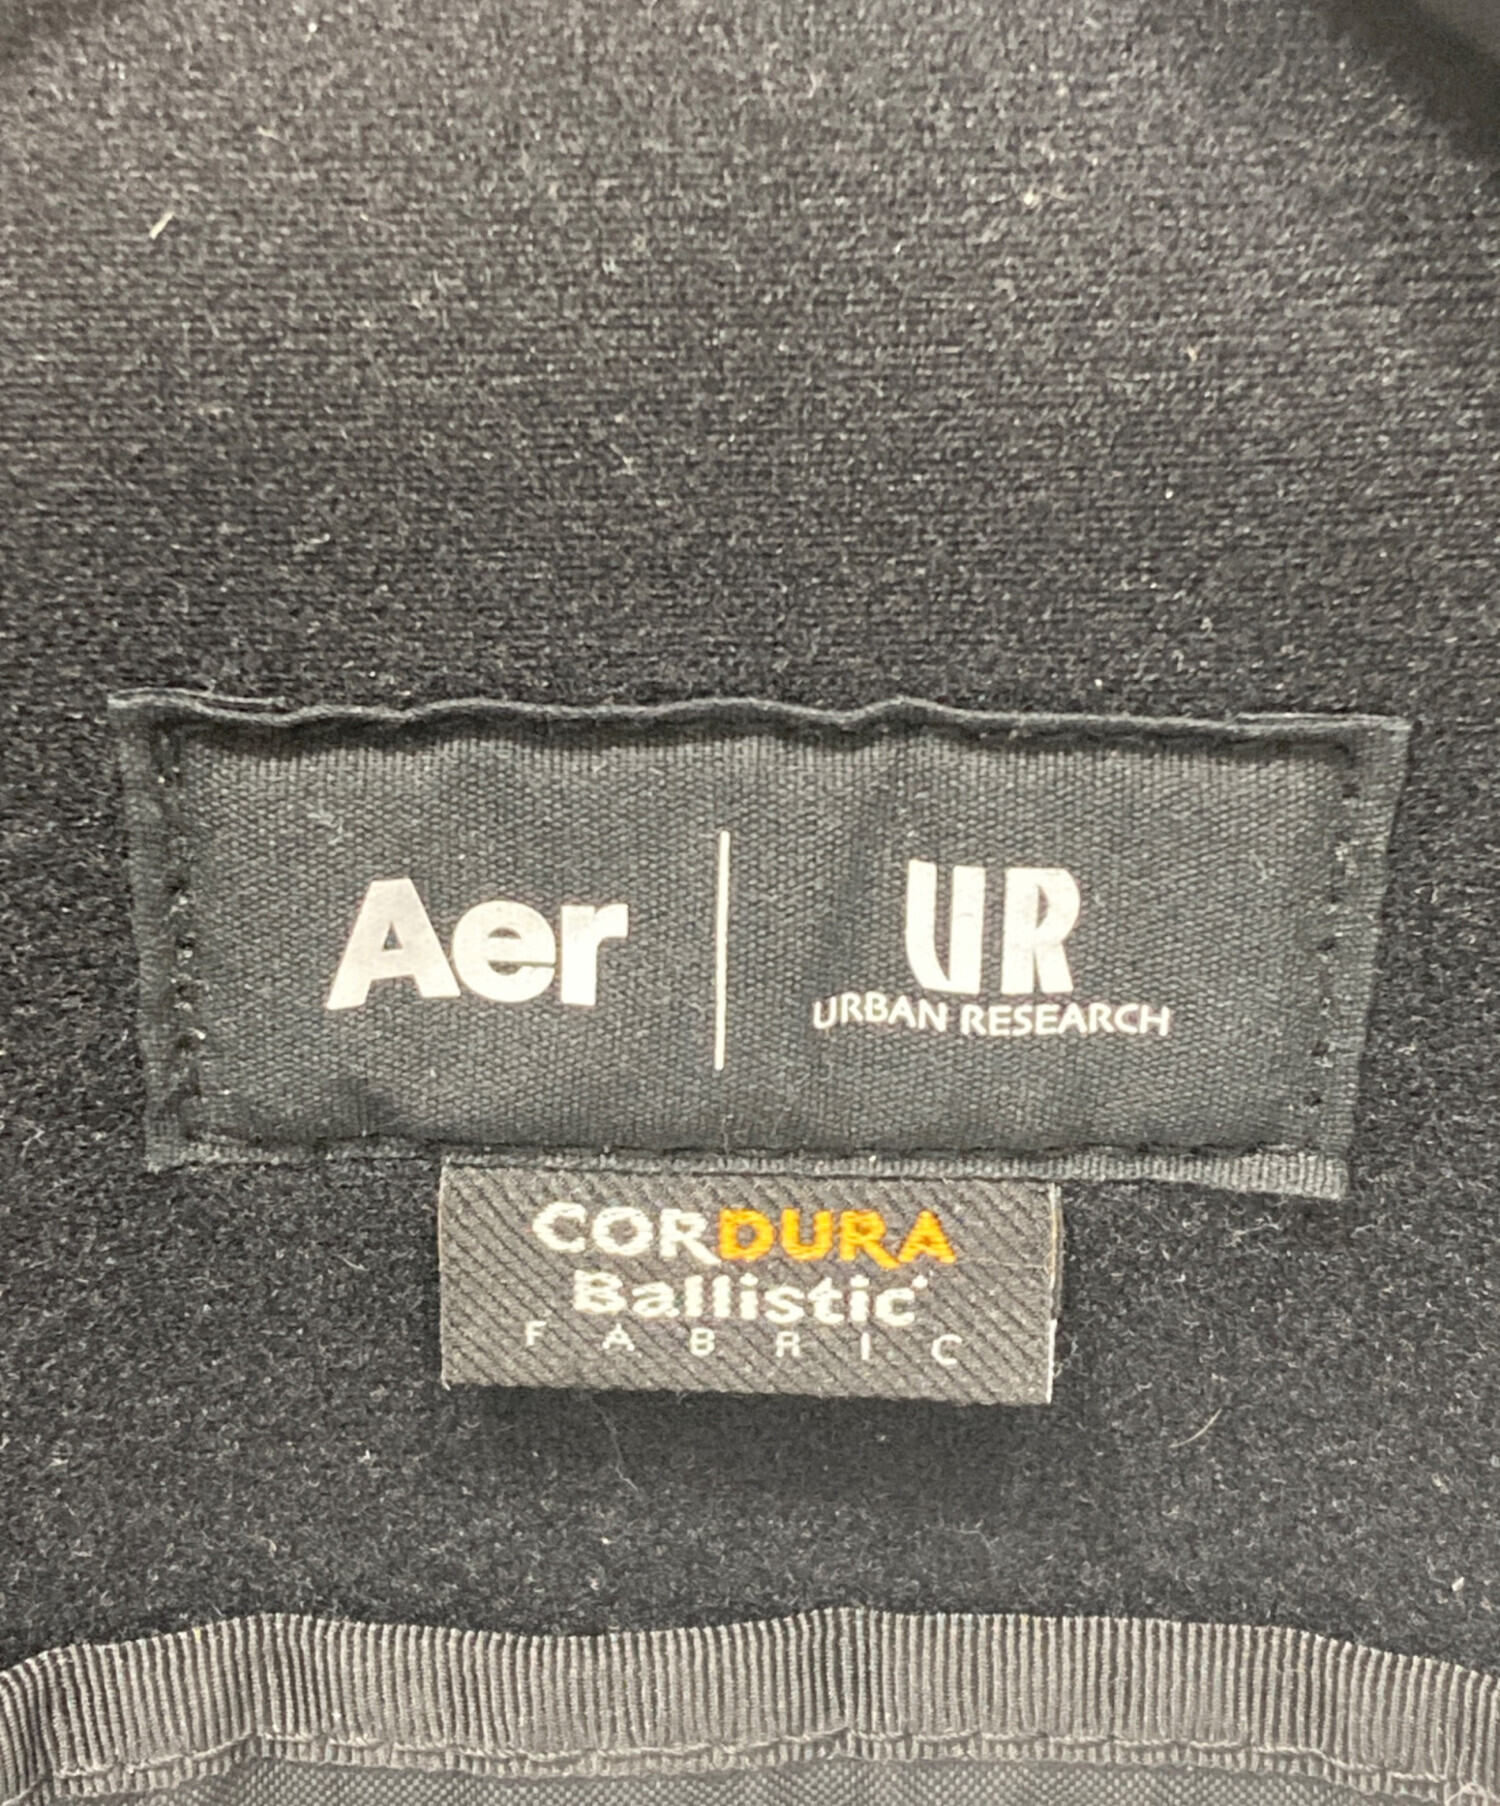 Aer
UR
URBAN RESEARCH
CORDURA
Ballistic
FABRIC